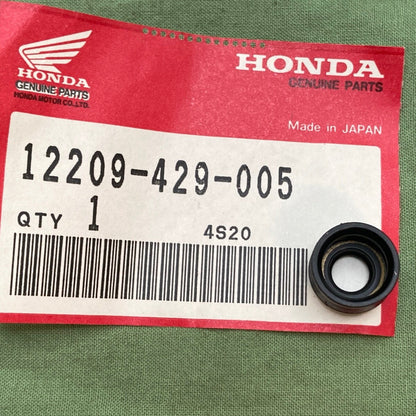 HONDA
GENUINE PARTS
HONDA MOTOR CO.,LTD.
HONDA
GENUINE PARTS
Made in JAPAN
12209-429-005
QTY 1 4S20